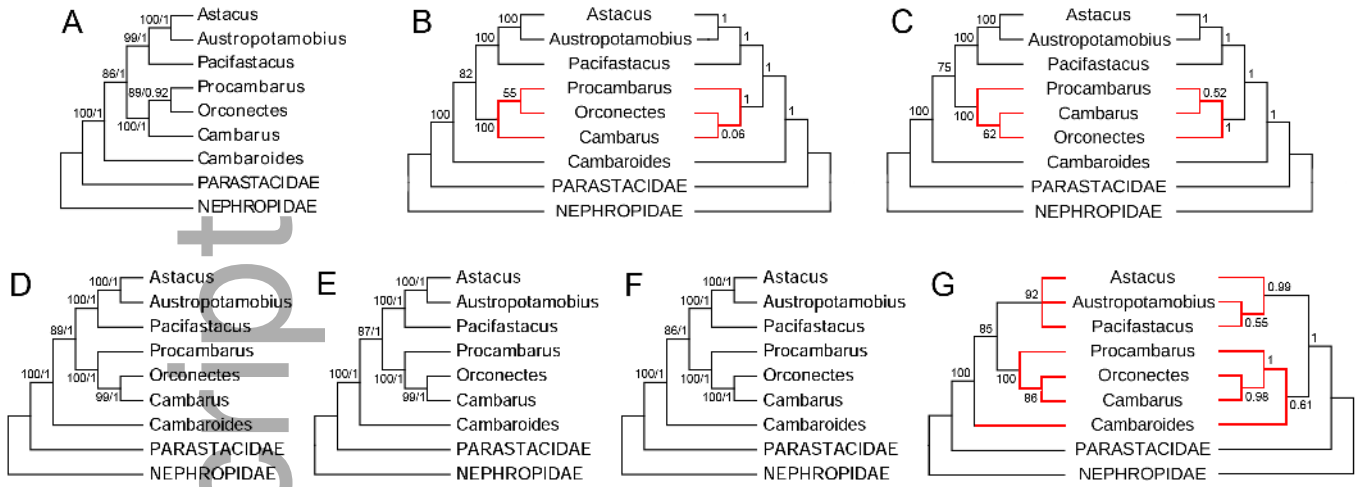 A
100/1
Astacus
99/1
Austropotamobius
86/1
Pacifastacus
89/0.92
Procambarus
Orconectes
100/1
100/1
Cambarus
Cambaroides
PARASTACIDAE
NEPHROPIDAE
B
100
Astacus
1
100
Austropotamobius
1
82
Pacifastacus
1
55
Procambarus
1
Orconectes
100
Cambarus
0.06
Cambaroides
PARASTACIDAE
NEPHROPIDAE
C
100
Astacus
1
100
Austropotamobius
1
75
Pacifastacus
1
Procambarus
0.52
100
Cambarus
62
Orconectes
1
Cambaroides
PARASTACIDAE
NEPHROPIDAE
D
100/1
Astacus
100/1
Austropotamobius
89/1
Pacifastacus
Procambarus
100/1
100/1
Orconectes
99/1
Cambarus
Cambaroides
PARASTACIDAE
NEPHROPIDAE
E
100/1
Astacus
100/1
Austropotamobius
87/1
Pacifastacus
Procambarus
100/1
100/1
Orconectes
99/1
Cambarus
Cambaroides
PARASTACIDAE
NEPHROPIDAE
F
100/1
Astacus
100/1
Austropotamobius
86/1
Pacifastacus
Procambarus
100/1
100/1
Orconectes
100/1
Cambarus
Cambaroides
PARASTACIDAE
NEPHROPIDAE
G
Astacus
0.99
92
Austropotamobius
0.55
85
Pacifastacus
1
Procambarus
1
100
100
Orconectes
86
Cambarus
0.98
0.61
Cambaroides
PARASTACIDAE
NEPHROPIDAE
cript